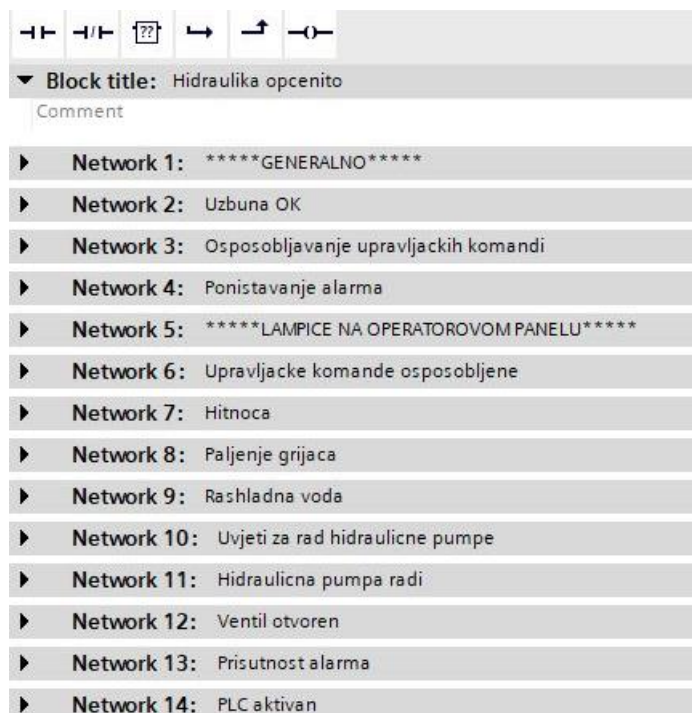 ??
Block title: Hidraulika opcenito
Comment
Network 1: *****GENERALNO*****
Network 2: Uzbuna OK
Network 3: Osposobljavanje upravljackih komandi
Network 4: Ponistavanje alarma
Network 5: *****LAMPICE NA OPERATOROVOM PANELU*****
Network 6: Upravljacke komande osposobljene
Network 7: Hitnoca
Network 8: Paljenje grijaca
Network 9: Rashladna voda
Network 10: Uvjeti za rad hidraulicne pumpe
Network 11: Hidraulicna pumpa radi
Network 12: Ventil otvoren
Network 13: Prisutnost alarma
Network 14: PLC aktivan